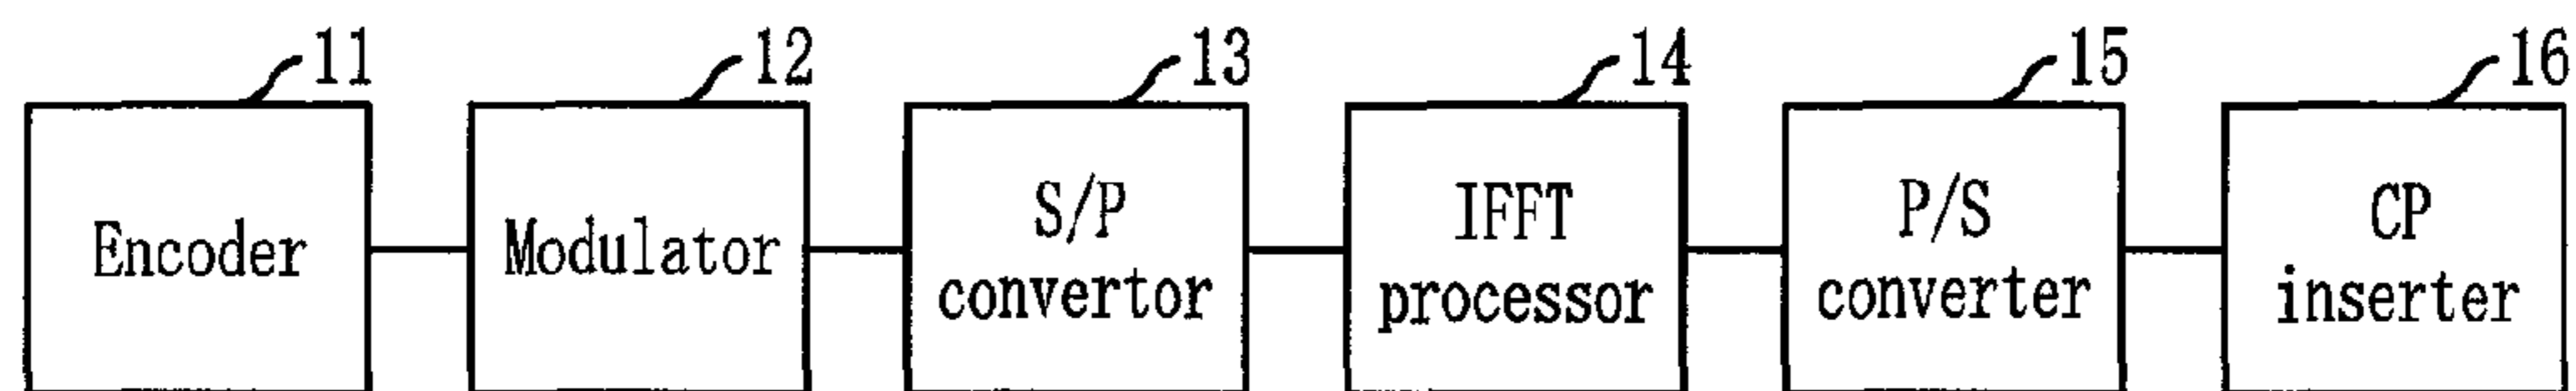 11 12 13 14 15 16
Encoder
Modulator
S/P
convertor
IFFT
processor
P/S
converter
CP
inserter